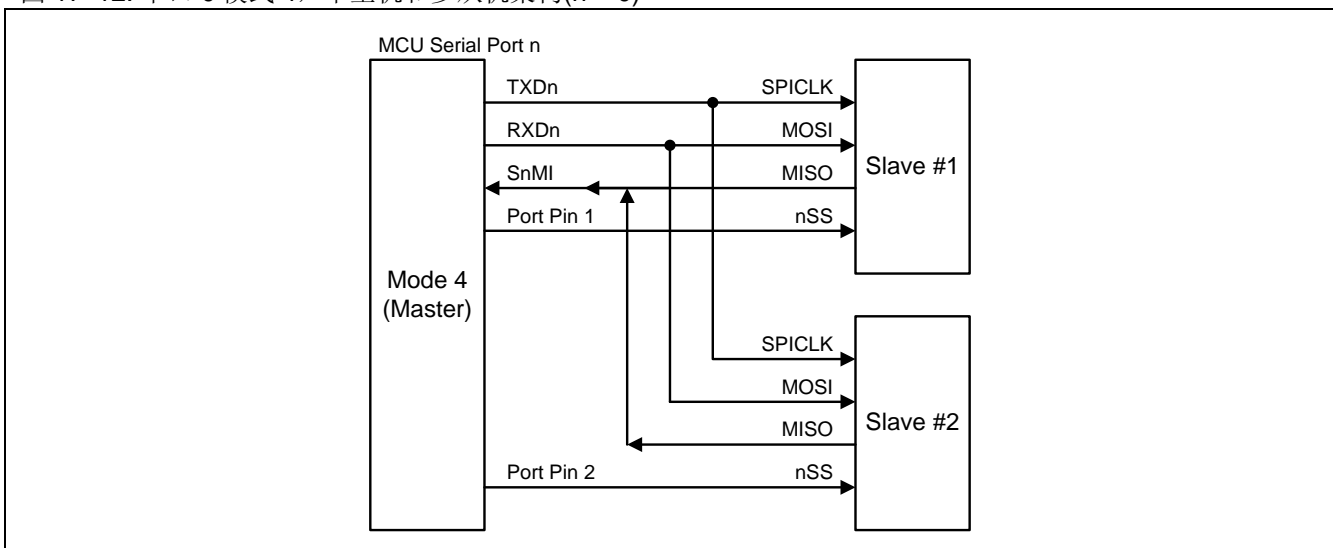 MCU Serial Port n
TXDn
SPICLK
RXDn
MOSI
SnMI
MISO
Port Pin 1
nSS
Slave #1
Mode 4
(Master)
SPICLK
MOSI
MISO
Slave #2
Port Pin 2
nSS